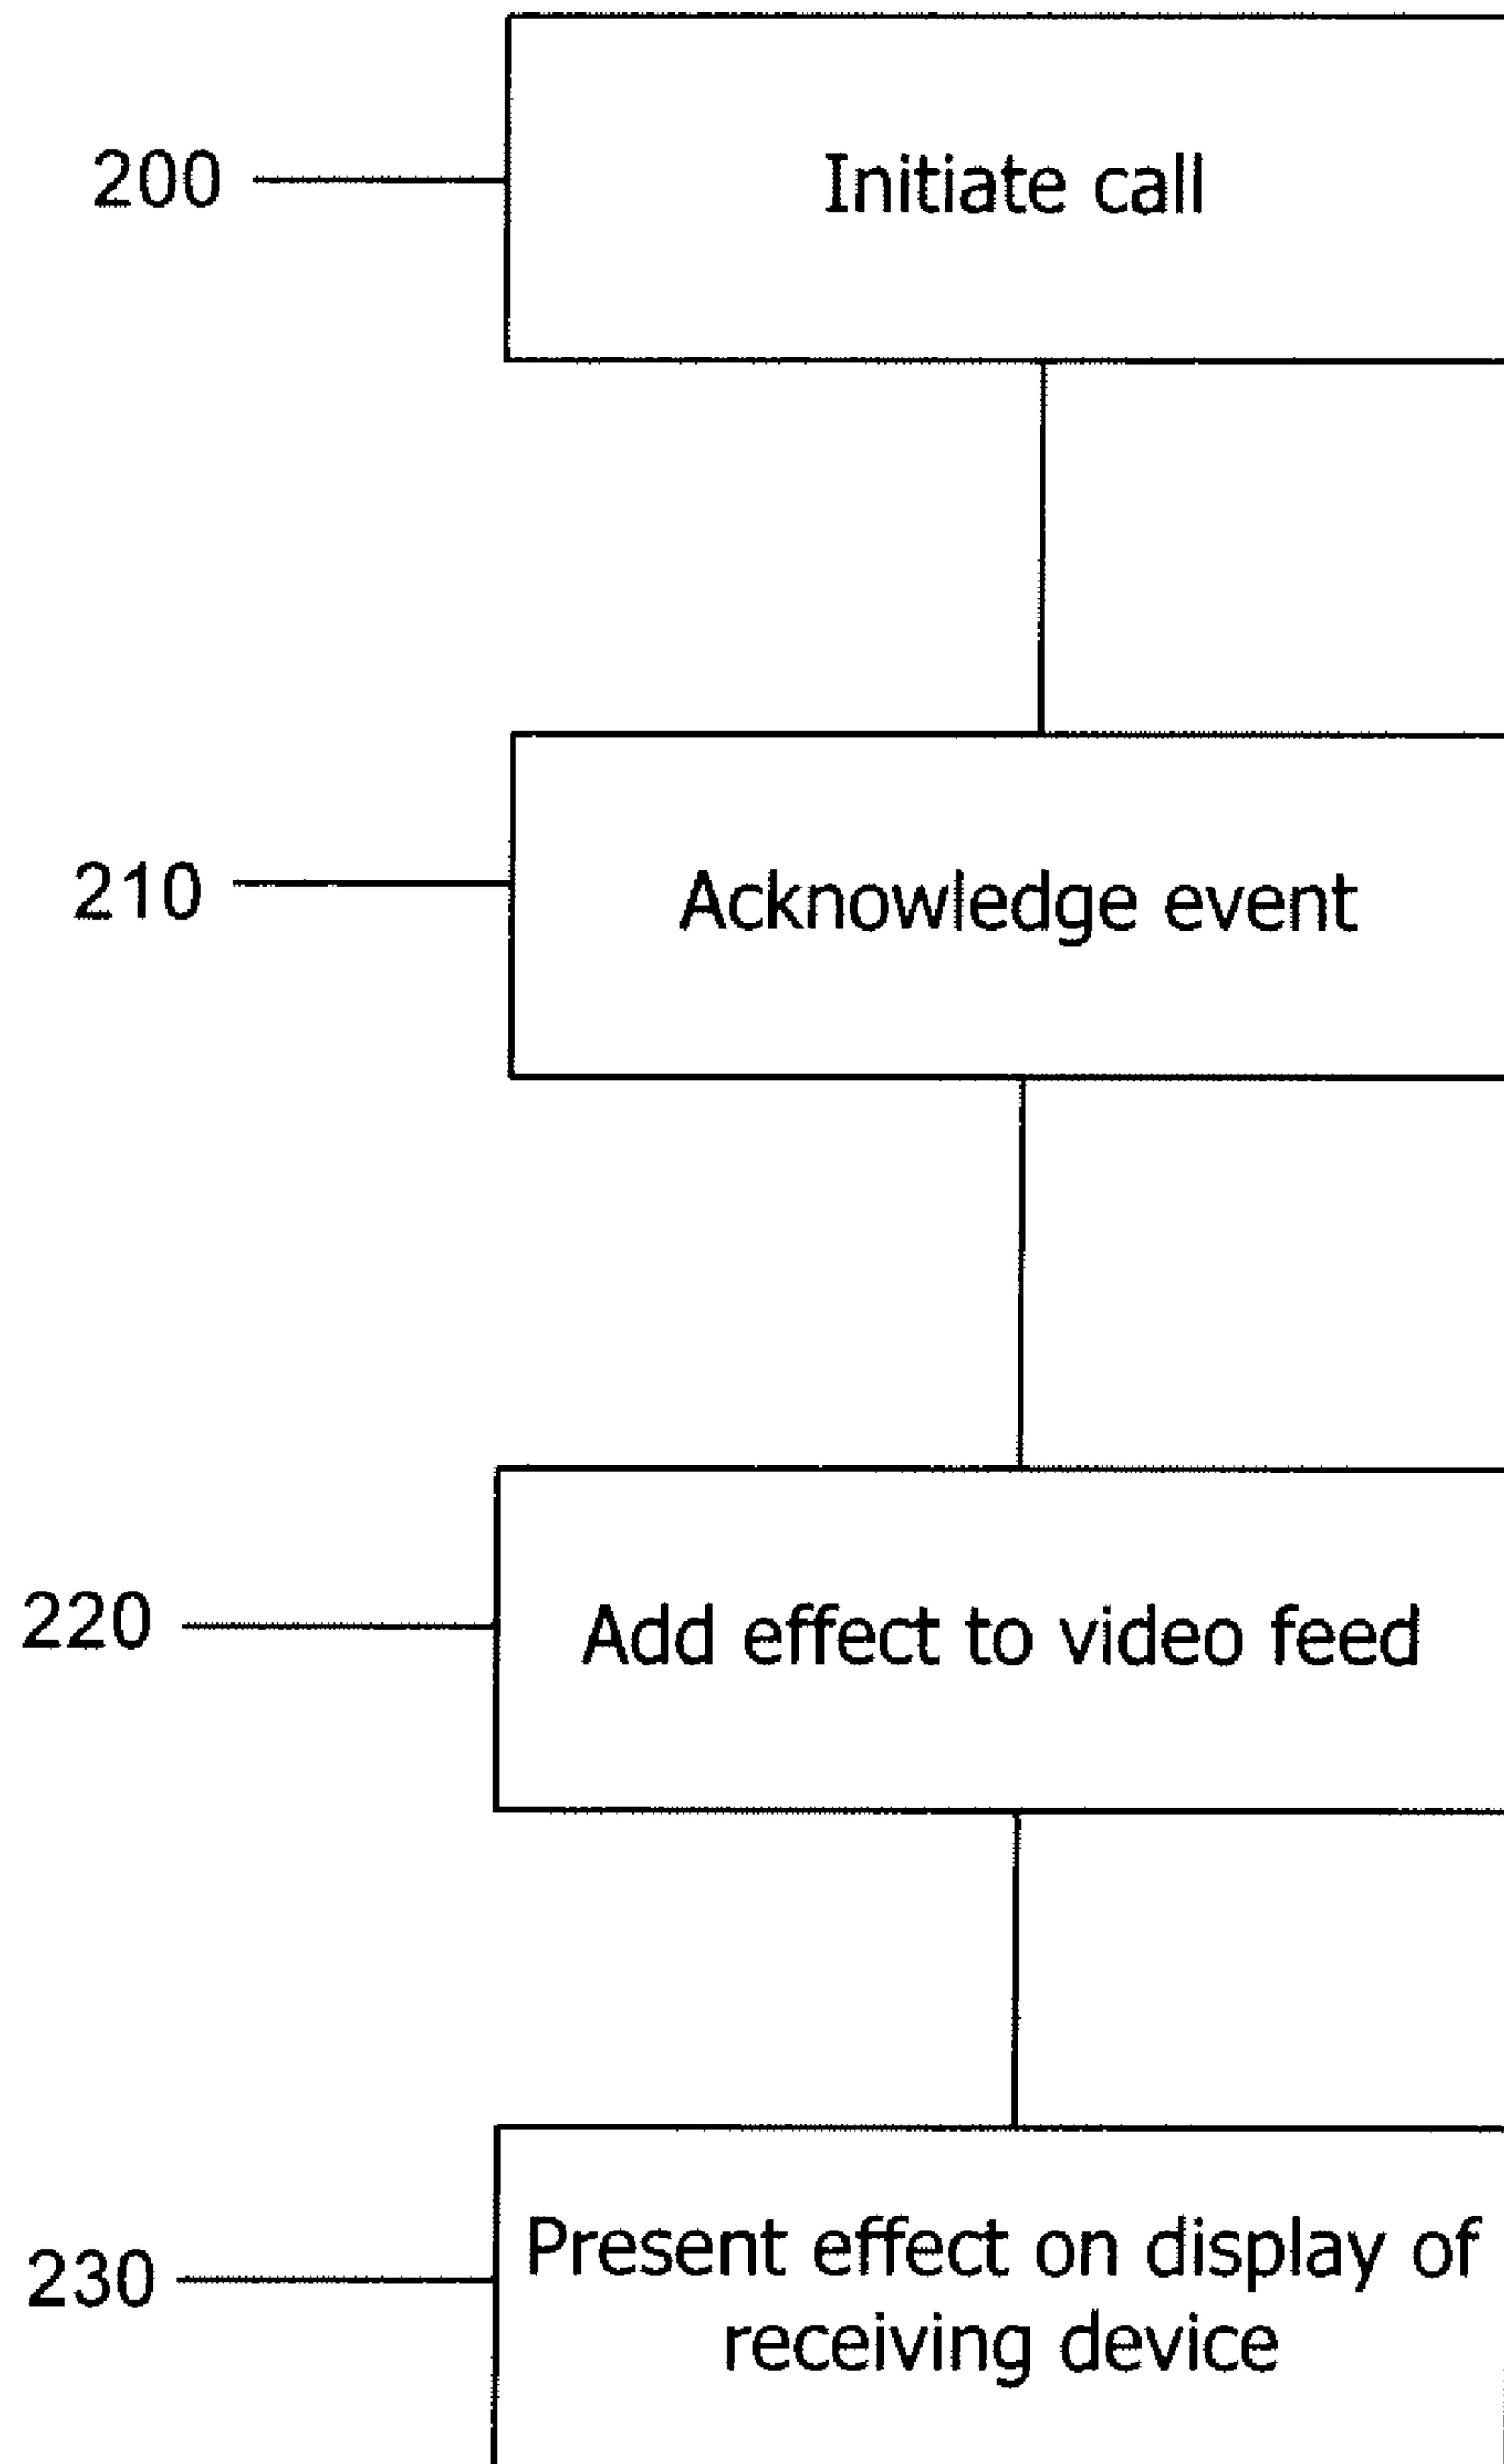 200
Initiate call
210
Acknowledge event
220
Add effect to video feed
230
Present effect on display of
receiving device